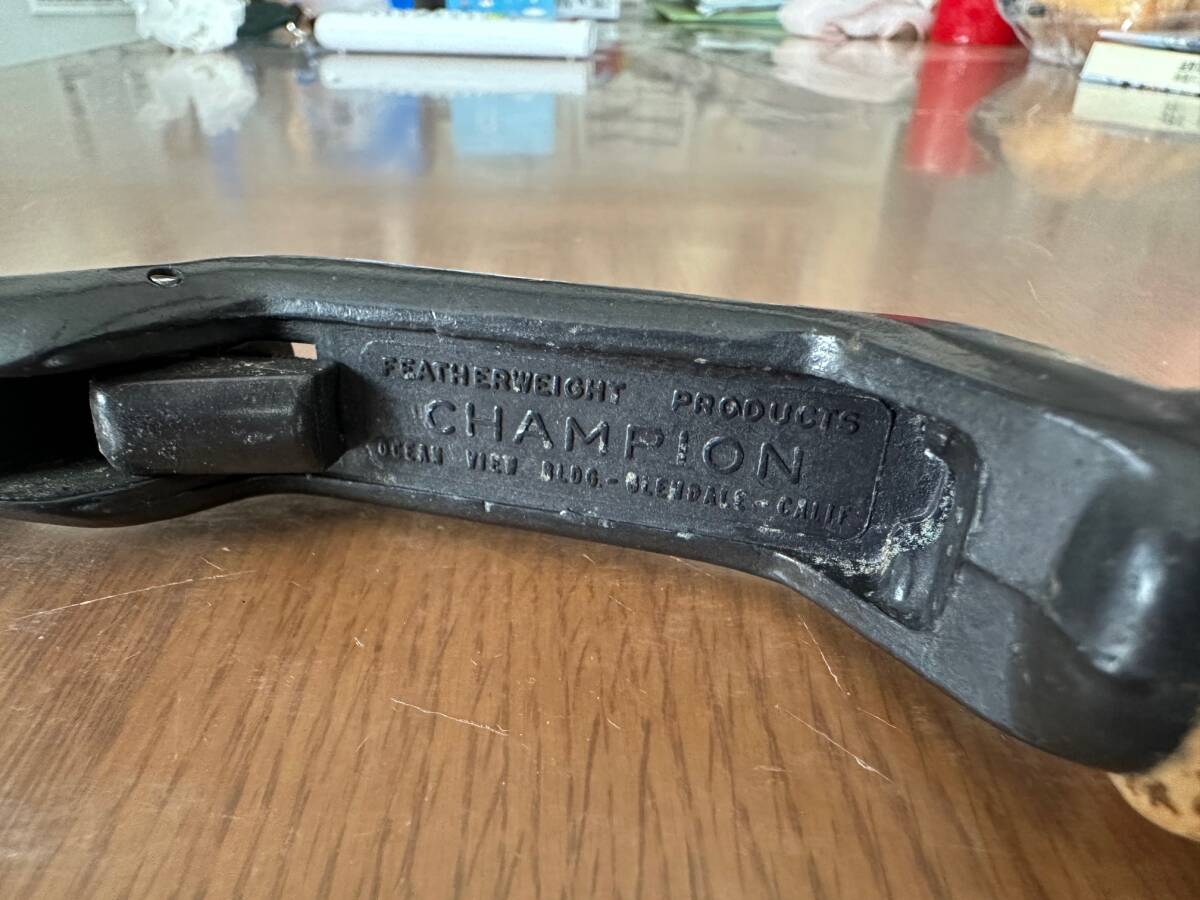 FEATHERWEIGHT PRODUCTS
CHAMPION
OCEAN VIEW BLDG.-GLENDALE-CALIF